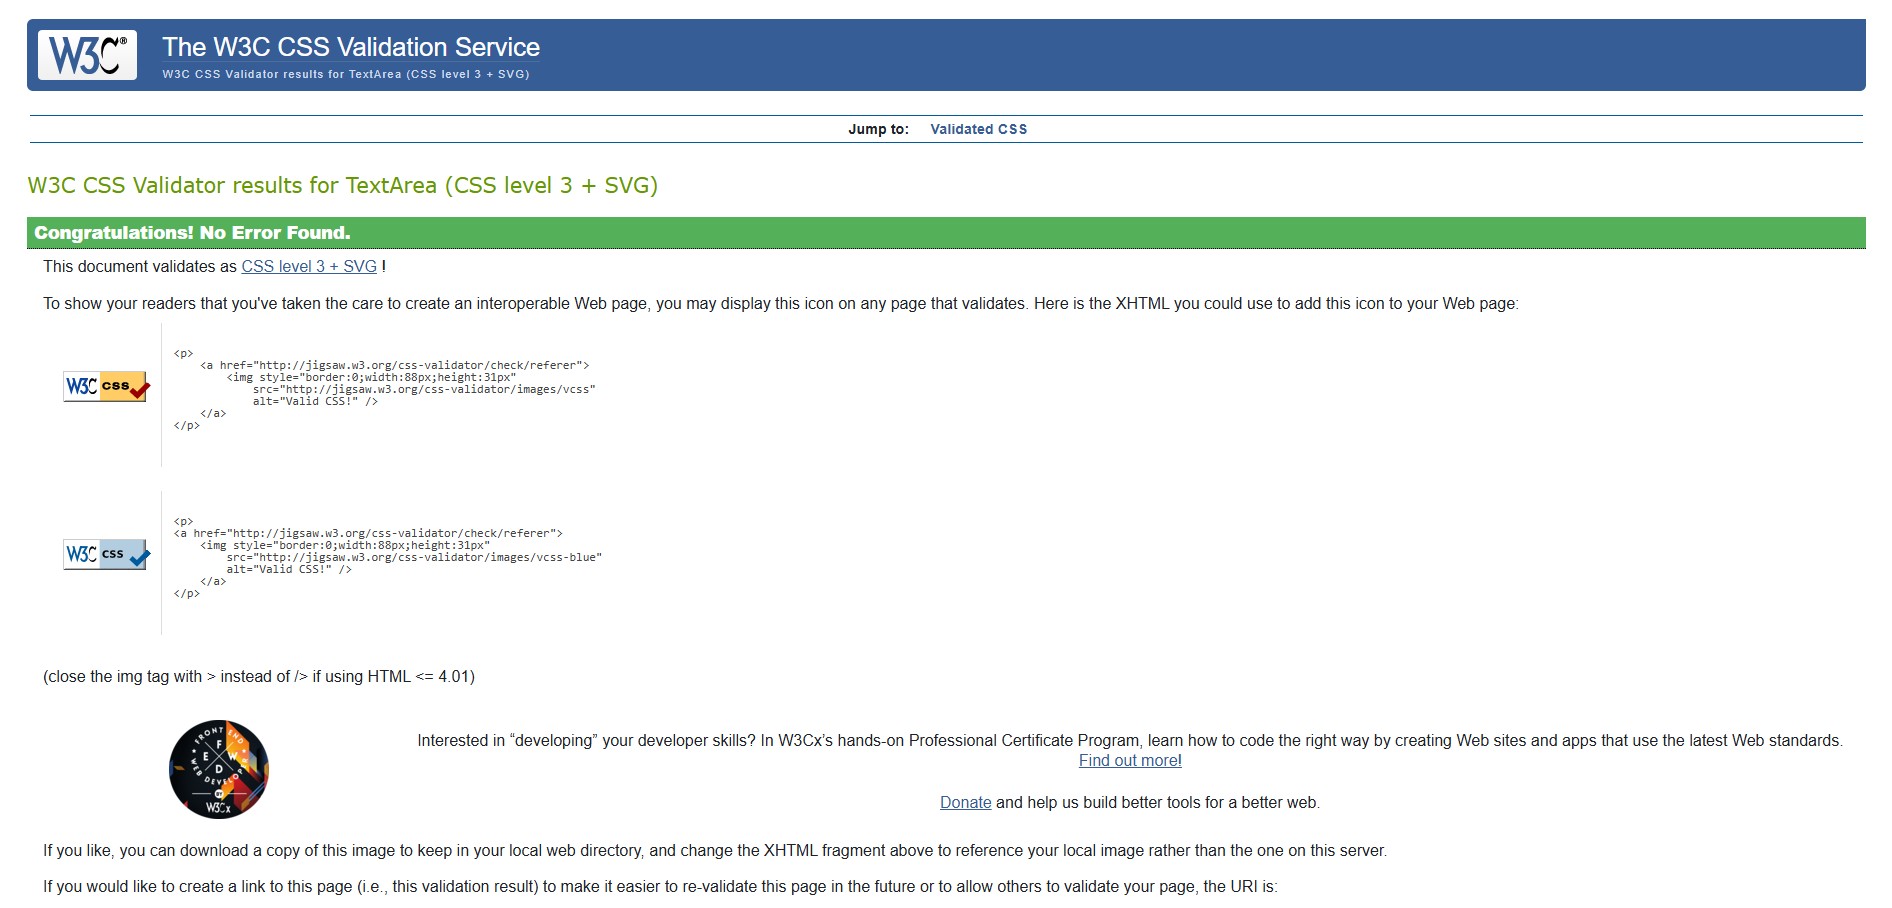 W3C®
The W3C CSS Validation Service
W3C CSS Validator results for TextArea (CSS level 3 + SVG)
Jump to: Validated CSS
W3C CSS Validator results for TextArea (CSS level 3 + SVG)
Congratulations! No Error Found.
This document validates as CSS level 3 + SVG !
To show your readers that you've taken the care to create an interoperable Web page, you may display this icon on any page that validates. Here is the XHTML you could use to add this icon to your Web page:
W3C css
<p>
    <a href="http://jigsaw.w3.org/css-validator/check/referer">
        <img style="border:0;width:88px;height:31px"
            src="http://jigsaw.w3.org/css-validator/images/vcss"
            alt="Valid CSS!" />
    </a>
</p>
W3C css
<p>
<a href="http://jigsaw.w3.org/css-validator/check/referer">
    <img style="border:0;width:88px;height:31px"
        src="http://jigsaw.w3.org/css-validator/images/vcss-blue"
        alt="Valid CSS!" />
    </a>
</p>
(close the img tag with > instead of /> if using HTML <= 4.01)
FRONT END
F
E W
D
WEB DEVELOPER
BY
W3Cx
Interested in “developing” your developer skills? In W3Cx’s hands-on Professional Certificate Program, learn how to code the right way by creating Web sites and apps that use the latest Web standards.
Find out more!
Donate and help us build better tools for a better web.
If you like, you can download a copy of this image to keep in your local web directory, and change the XHTML fragment above to reference your local image rather than the one on this server.
If you would like to create a link to this page (i.e., this validation result) to make it easier to re-validate this page in the future or to allow others to validate your page, the URI is: